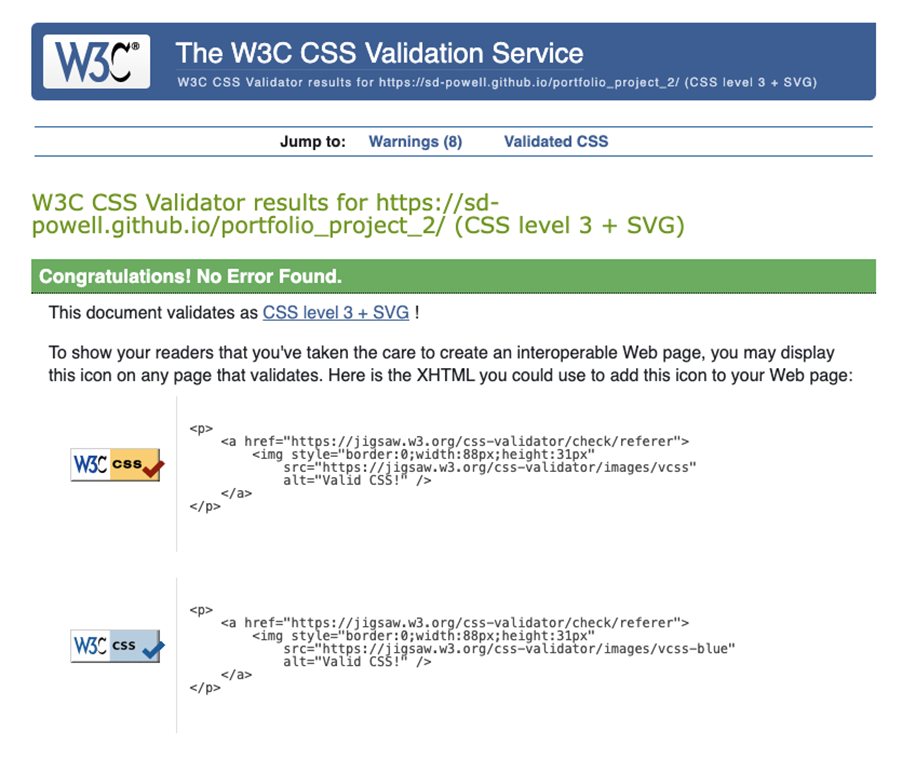 W3C®
The W3C CSS Validation Service
W3C CSS Validator results for https://sd-powell.github.io/portfolio_project_2/ (CSS level 3 + SVG)
Jump to: Warnings (8) Validated CSS
W3C CSS Validator results for https://sd-
powell.github.io/portfolio_project_2/ (CSS level 3 + SVG)
Congratulations! No Error Found.
This document validates as CSS level 3 + SVG !
To show your readers that you've taken the care to create an interoperable Web page, you may display
this icon on any page that validates. Here is the XHTML you could use to add this icon to your Web page:
W3C css
<p>
    <a href="https://jigsaw.w3.org/css-validator/check/referer">
        <img style="border:0;width:88px;height:31px"
            src="https://jigsaw.w3.org/css-validator/images/vcss"
            alt="Valid CSS!" />
    </a>
</p>
W3C css
<p>
    <a href="https://jigsaw.w3.org/css-validator/check/referer">
        <img style="border:0;width:88px;height:31px"
            src="https://jigsaw.w3.org/css-validator/images/vcss-blue"
            alt="Valid CSS!" />
    </a>
</p>